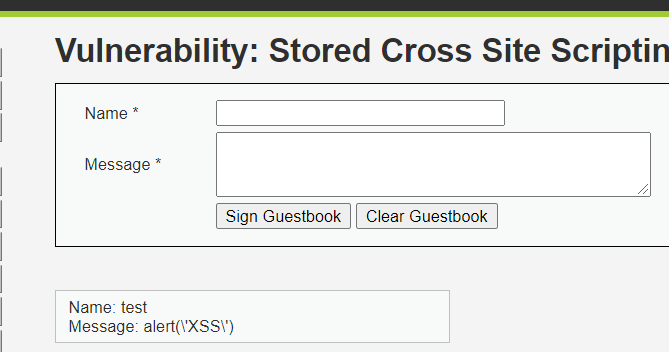 Vulnerability: Stored Cross Site Scriptin
Name *
Message *
Sign Guestbook Clear Guestbook
Name: test
Message: alert(\'XSS\')